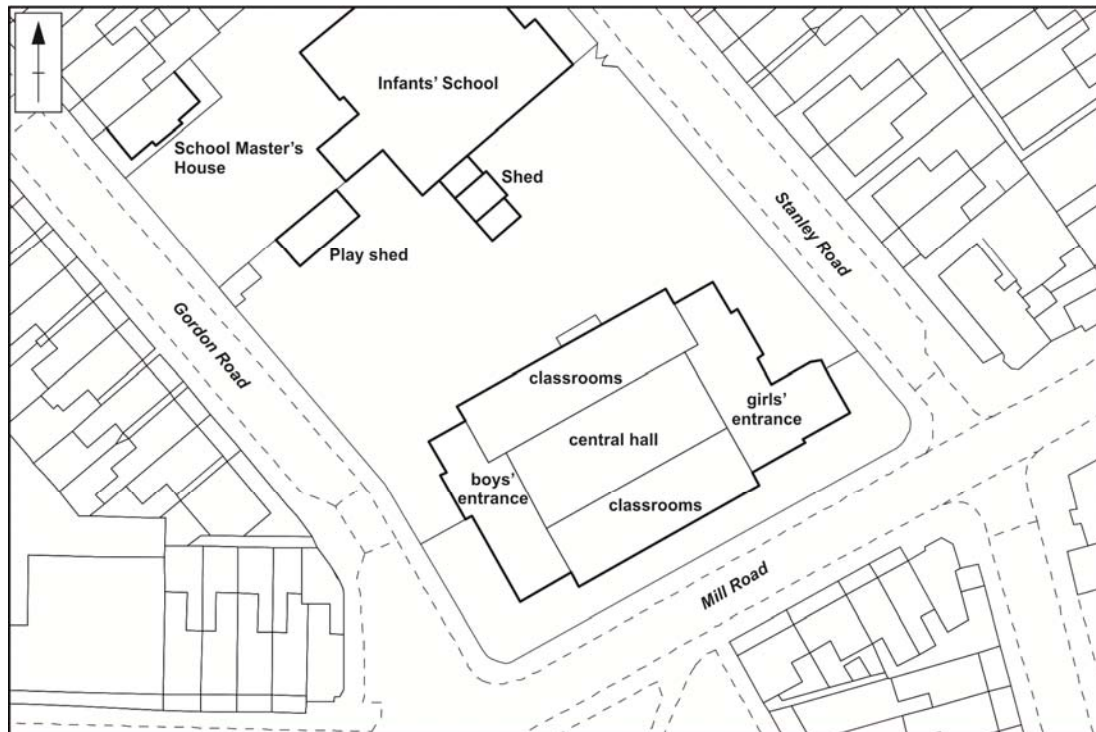 Infants' School
School Master's
House
Shed
Play shed
Stanley Road
Gordon Road
classrooms
girls'
entrance
central hall
boys'
entrance
classrooms
Mill Road